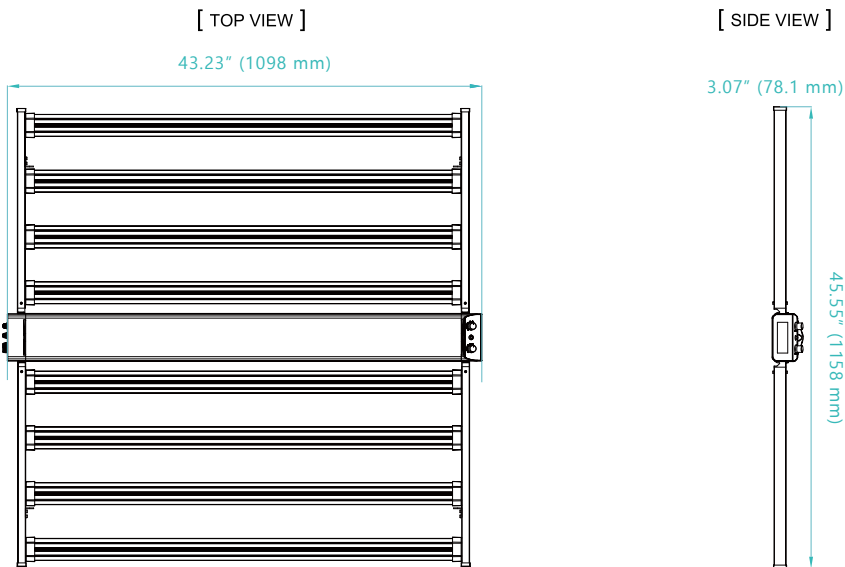 [ TOP VIEW ]
[ SIDE VIEW ]
43.23" (1098 mm)
3.07" (78.1 mm)
45.55" (1158 mm)